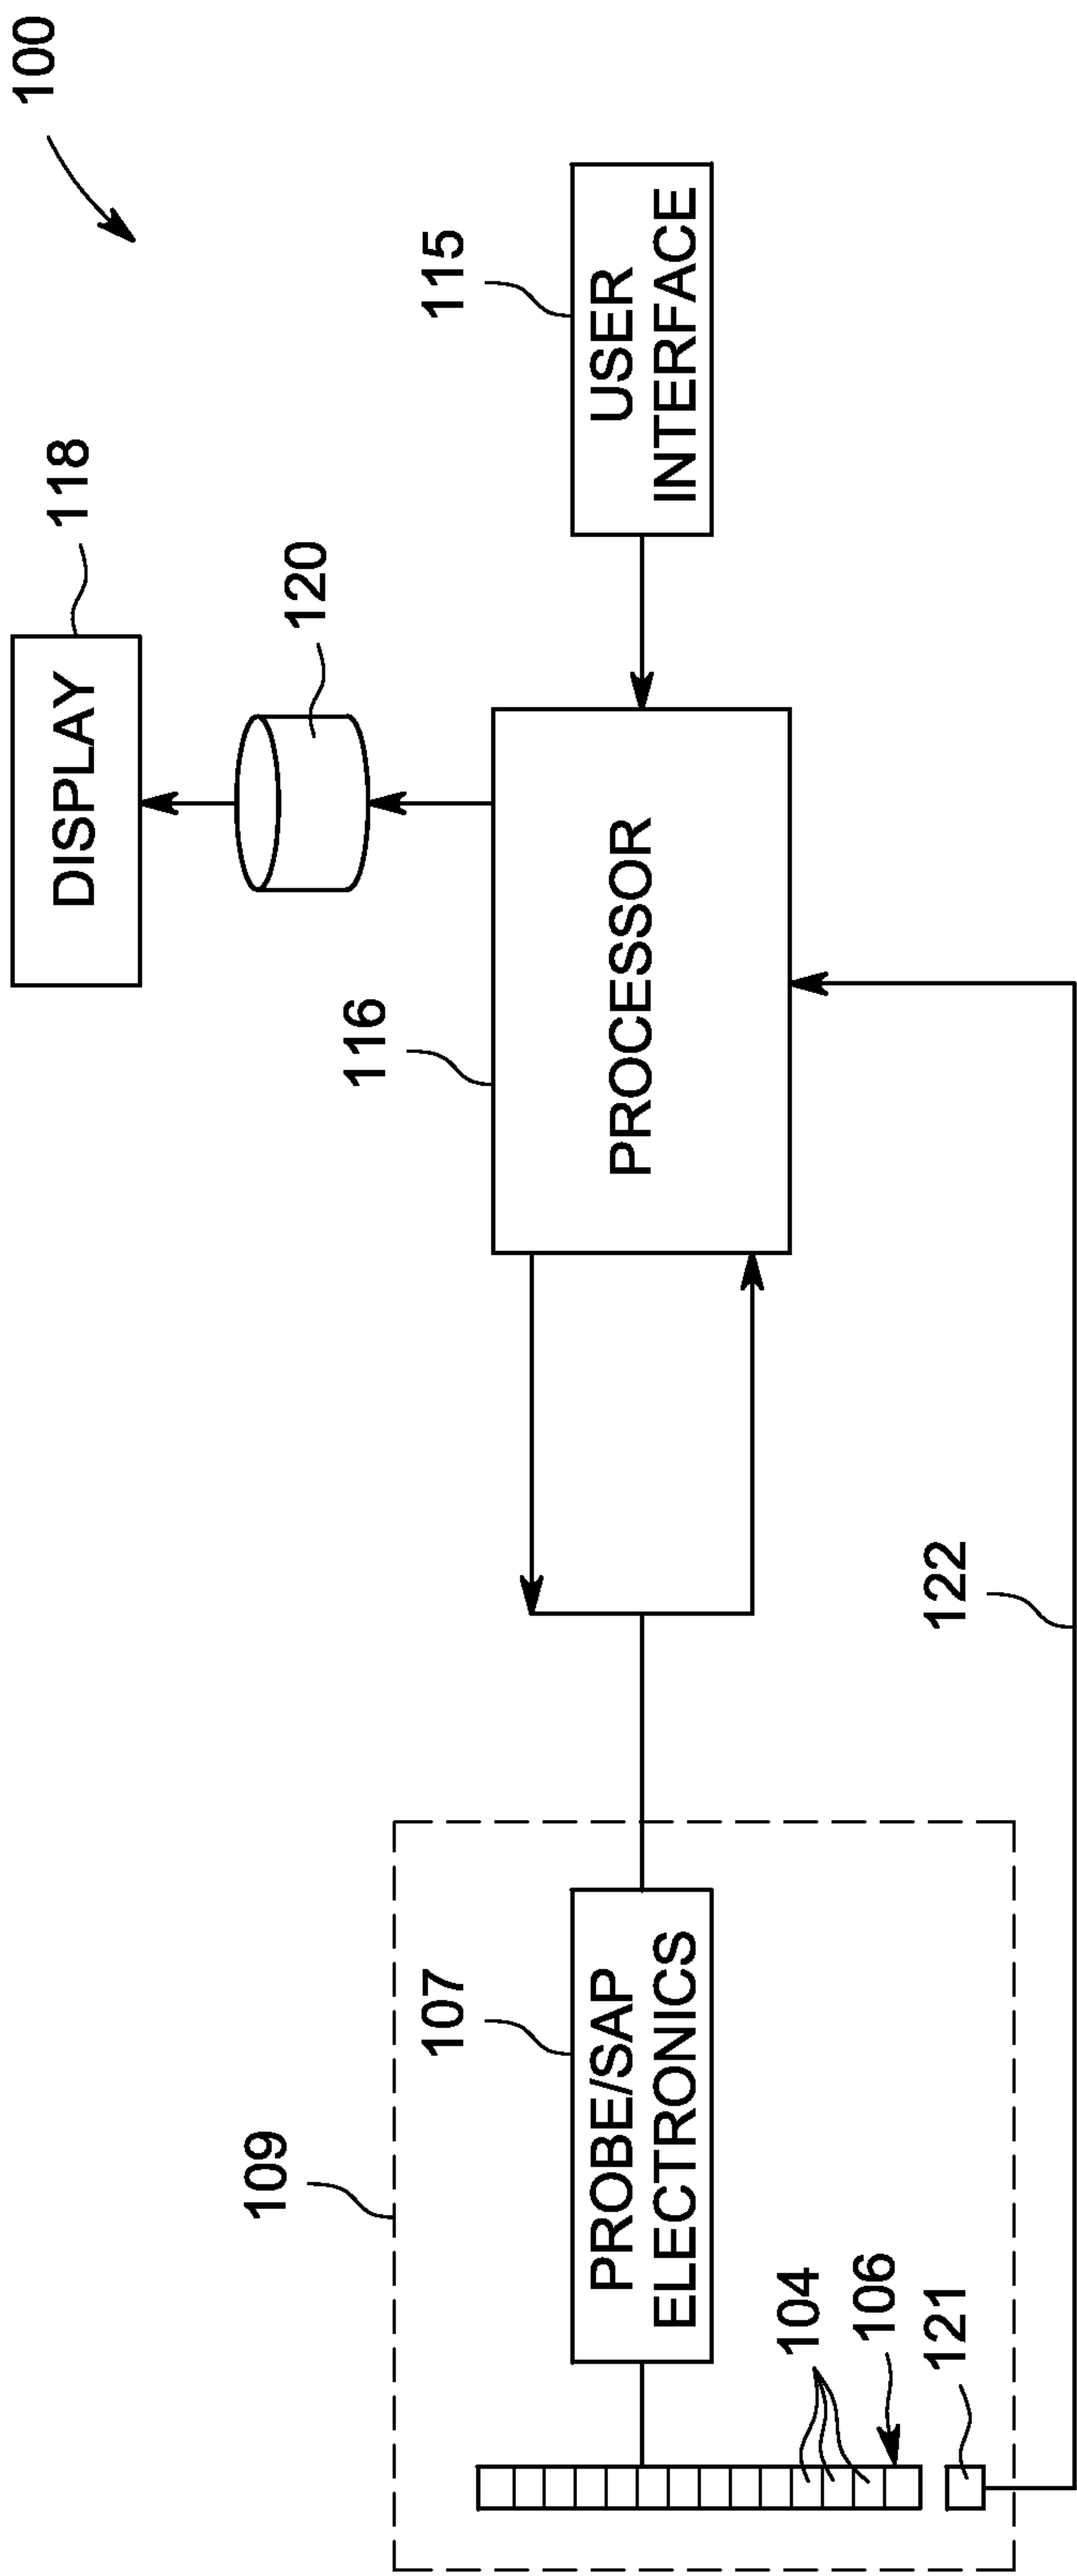 100
DISPLAY
118
120
116
PROCESSOR
115
USER
INTERFACE
109
107
PROBE/SAP
ELECTRONICS
104
106
121
122